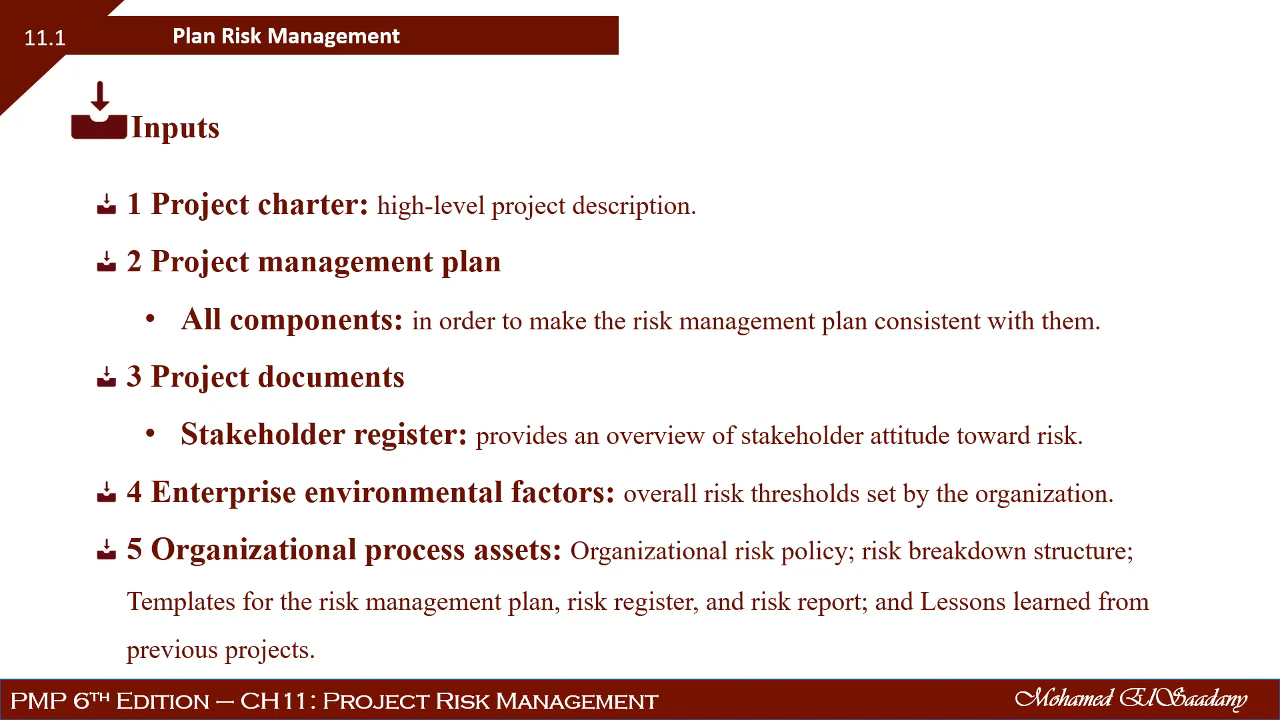 11.1
Plan Risk Management
Inputs
1 Project charter: high-level project description.
2 Project management plan
• All components: in order to make the risk management plan consistent with them.
3 Project documents
• Stakeholder register: provides an overview of stakeholder attitude toward risk.
4 Enterprise environmental factors: overall risk thresholds set by the organization.
5 Organizational process assets: Organizational risk policy; risk breakdown structure;
Templates for the risk management plan, risk register, and risk report; and Lessons learned from
previous projects.
PMP 6TH Edition – CH11: Project Risk Management
Mohamed ElSaadany